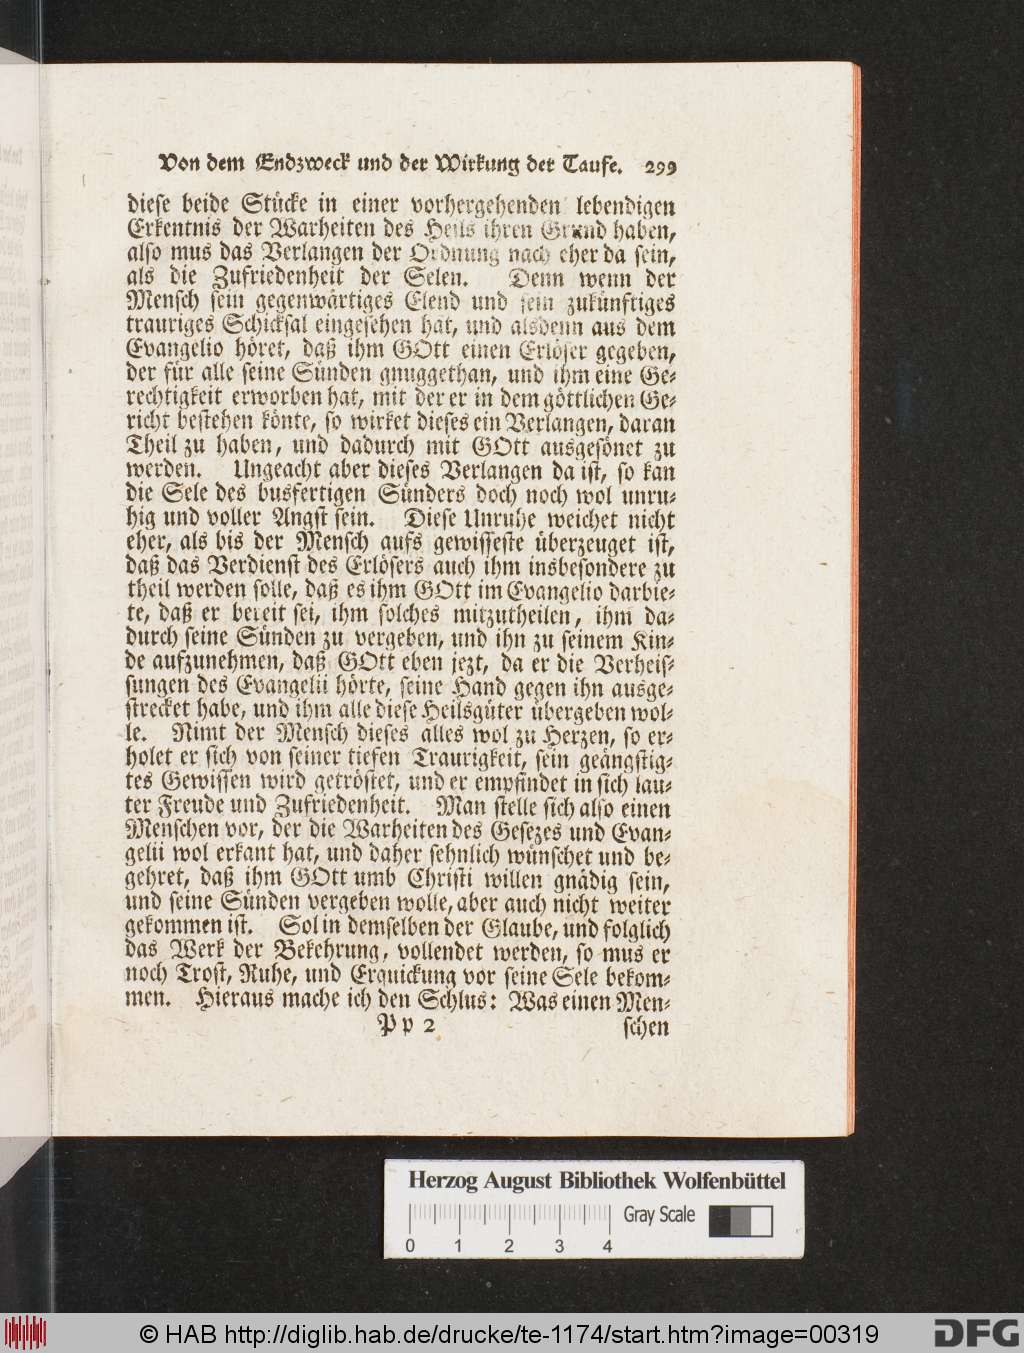 Von dem Endzweck und der Wirkung der Taufe. 299
diese beide Stücke in einer vorhergehenden lebendigen
Erkentnis der Warheiten des Heils ihren Grund haben,
also mus das Verlangen der Ordnung nach eher da sein,
als die Zufriedenheit der Selen. Denn wenn der
Mensch sein gegenwärtiges Elend und sein zukünftiges
trauriges Schicksal eingesehen hat, und alsdenn aus dem
Evangelio höret, daß ihm GOtt einen Erlöser gegeben,
der für alle seine Sünden gnuggethan, und ihm eine Ge-
rechtigkeit erworben hat, mit der er in dem göttlichen Ge-
richt bestehen könte, so wirket dieses ein Verlangen, daran
Theil zu haben, und dadurch mit GOtt ausgesönet zu
werden. Ungeacht aber dieses Verlangen da ist, so kan
die Sele des busfertigen Sünders doch noch wol unru-
hig und voller Angst sein. Diese Unruhe weichet nicht
eher, als bis der Mensch aufs gewisseste überzeuget ist,
daß das Verdienst des Erlösers auch ihm insbesondere zu
theil werden solle, daß es ihm GOtt im Evangelio darbie-
te, daß er bereit sei, ihm solches mitzutheilen, ihm da-
durch seine Sünden zu vergeben, und ihn zu seinem Kin-
de aufzunehmen, daß GOtt eben jezt, da er die Verheis-
sungen des Evangelii hörte, seine Hand gegen ihn ausge-
strecket habe, und ihm alle diese Heilsgüter übergeben wol-
le. Nimt der Mensch dieses alles wol zu Herzen, so er-
holet er sich von seiner tiefen Traurigkeit, sein geängstig-
tes Gewissen wird getröstet, und er empfindet in sich lau-
ter Freude und Zufriedenheit. Man stelle sich also einen
Menschen vor, der die Warheiten des Gesezes und Evan-
gelii wol erkant hat, und daher sehnlich wünschet und be-
gehret, daß ihm GOtt umb Christi willen gnädig sein,
und seine Sünden vergeben wolle, aber auch nicht weiter
gekommen ist. Sol in demselben der Glaube, und folglich
das Werk der Bekehrung, vollendet werden, so mus er
noch Trost, Ruhe, und Erquickung vor seine Sele bekom-
men. Hieraus mache ich den Schlus: Was einen Men-
Pp 2 schen
Herzog August Bibliothek Wolfenbüttel
Gray Scale
0 1 2 3 4
© HAB http://diglib.hab.de/drucke/te-1174/start.htm?image=00319
DFG